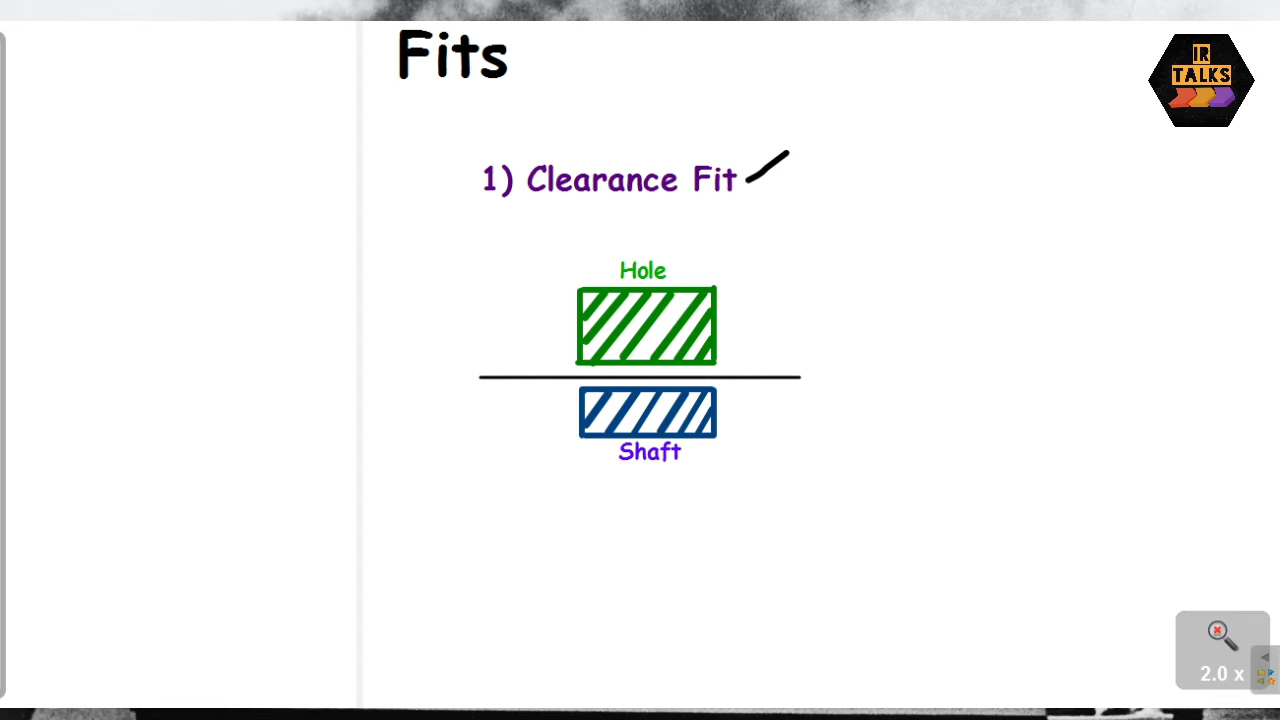 Fits
IR
TALKS
1) Clearance Fit
Hole
Shaft
2.0 x